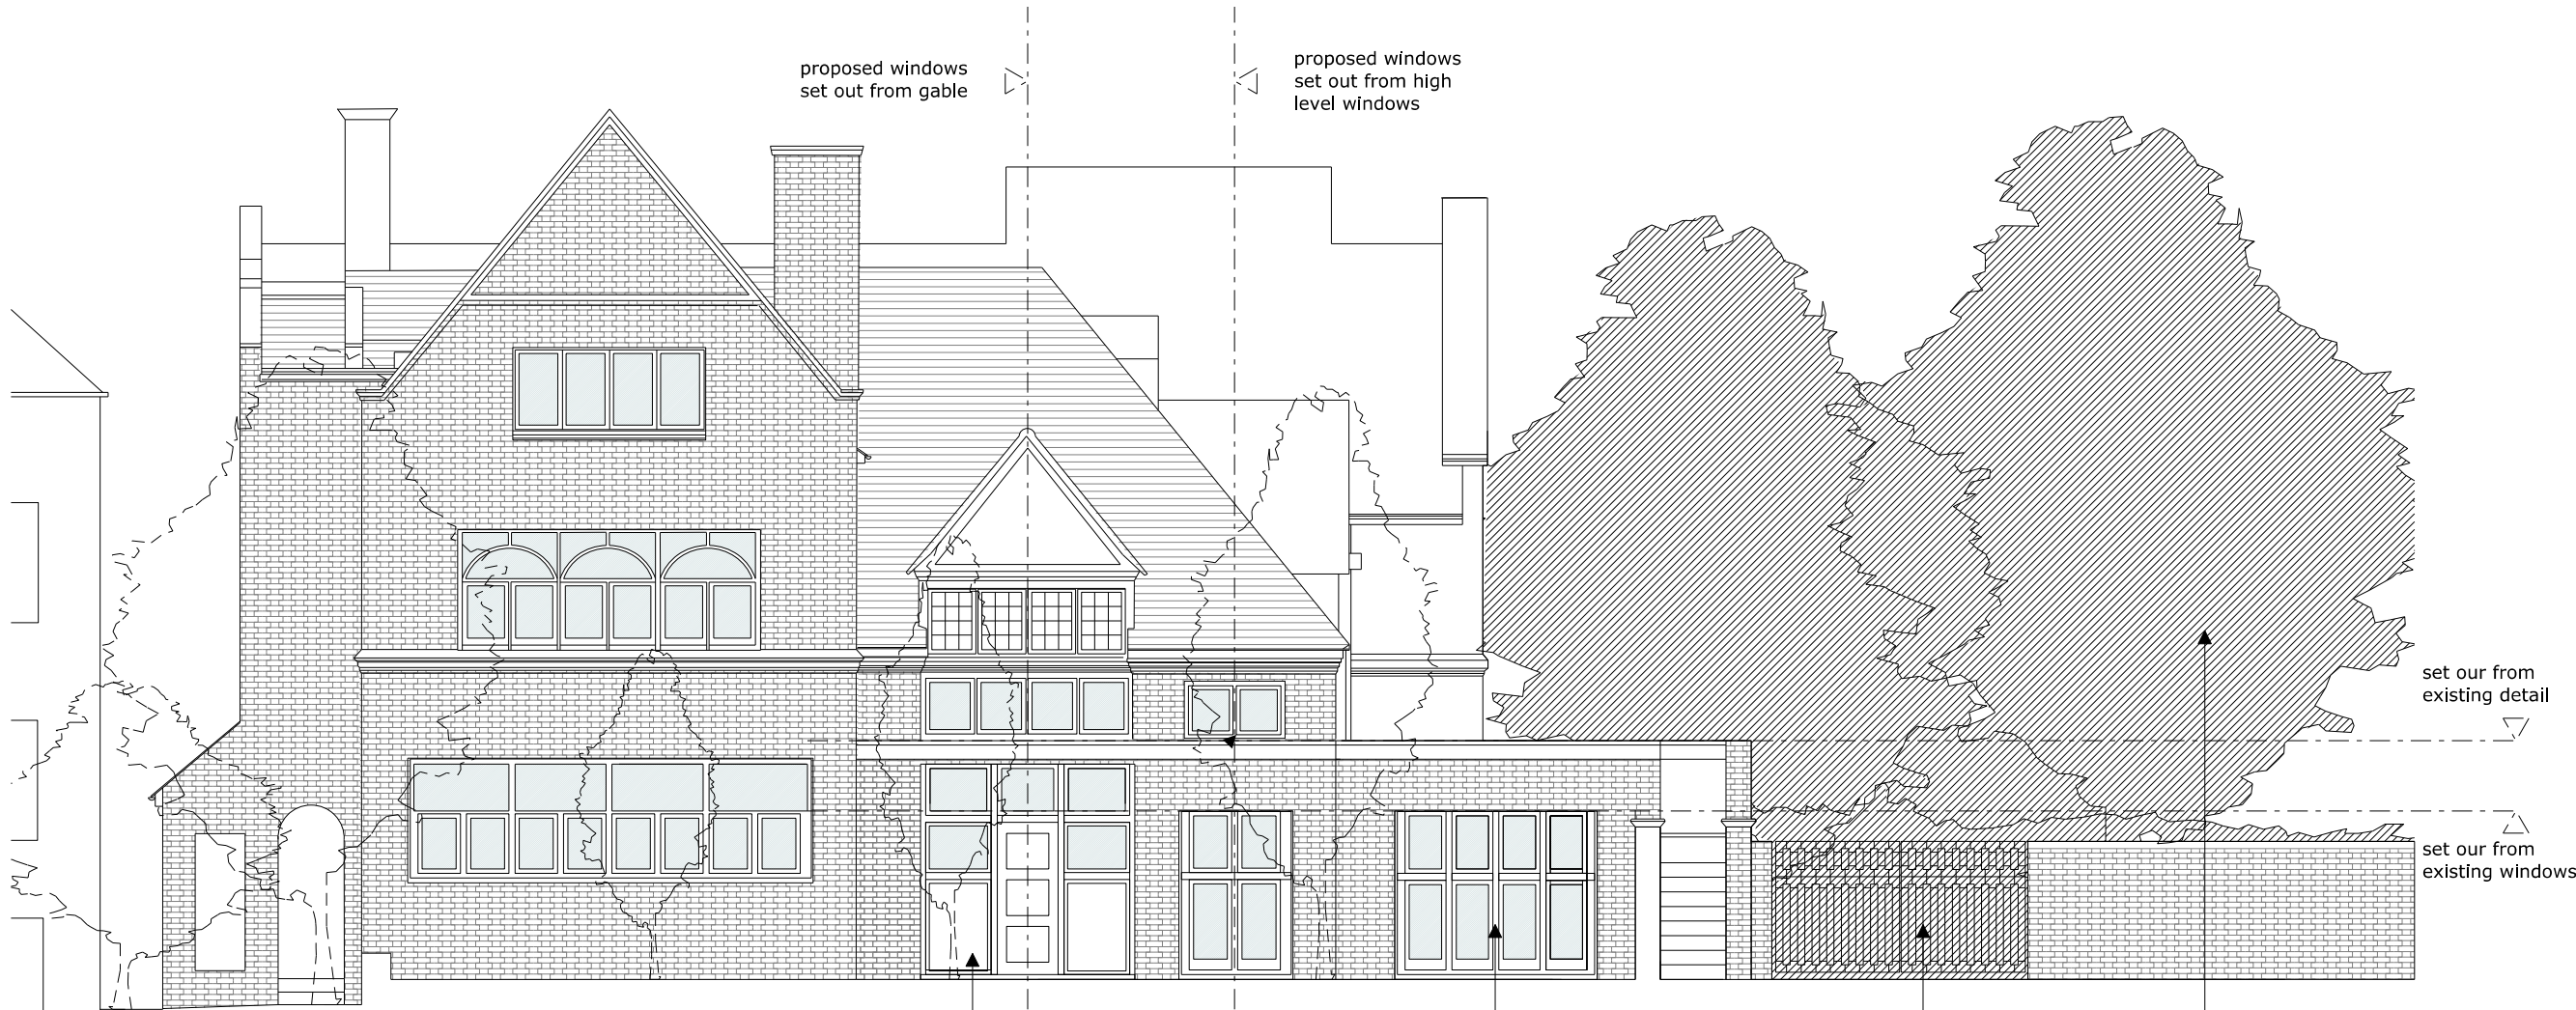 proposed windows
set out from gable
proposed windows
set out from high
level windows
set our from
existing detail
set our from
existing windows